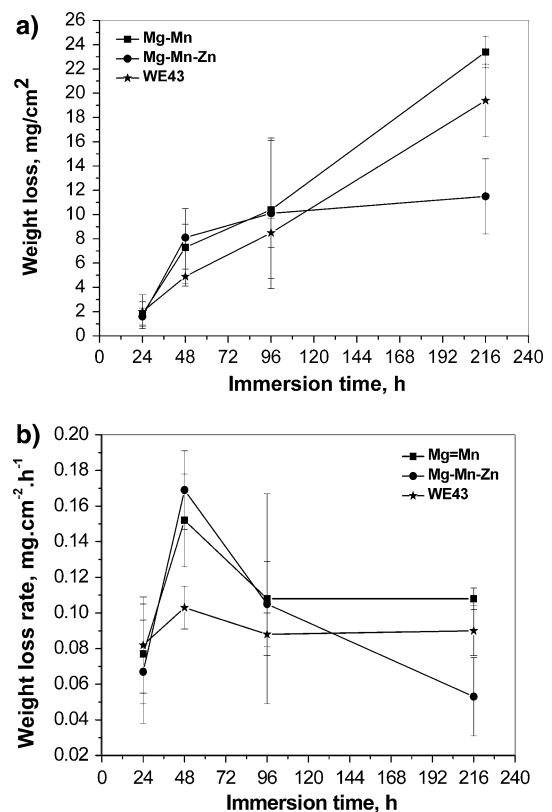 a)
26
24
22
20
18
16
14
12
10
8
6
4
2
0
Weight loss, mg/cm2
Mg-Mn
Mg-Mn-Zn
WE43
0 24 48 72 96 120 144 168 192 216 240
Immersion time, h
b)
0.20
0.18
0.16
0.14
0.12
0.10
0.08
0.06
0.04
0.02
Weight loss rate, mg.cm-2.h-1
Mg=Mn
Mg-Mn-Zn
WE43
0 24 48 72 96 120 144 168 192 216 240
Immersion time, h